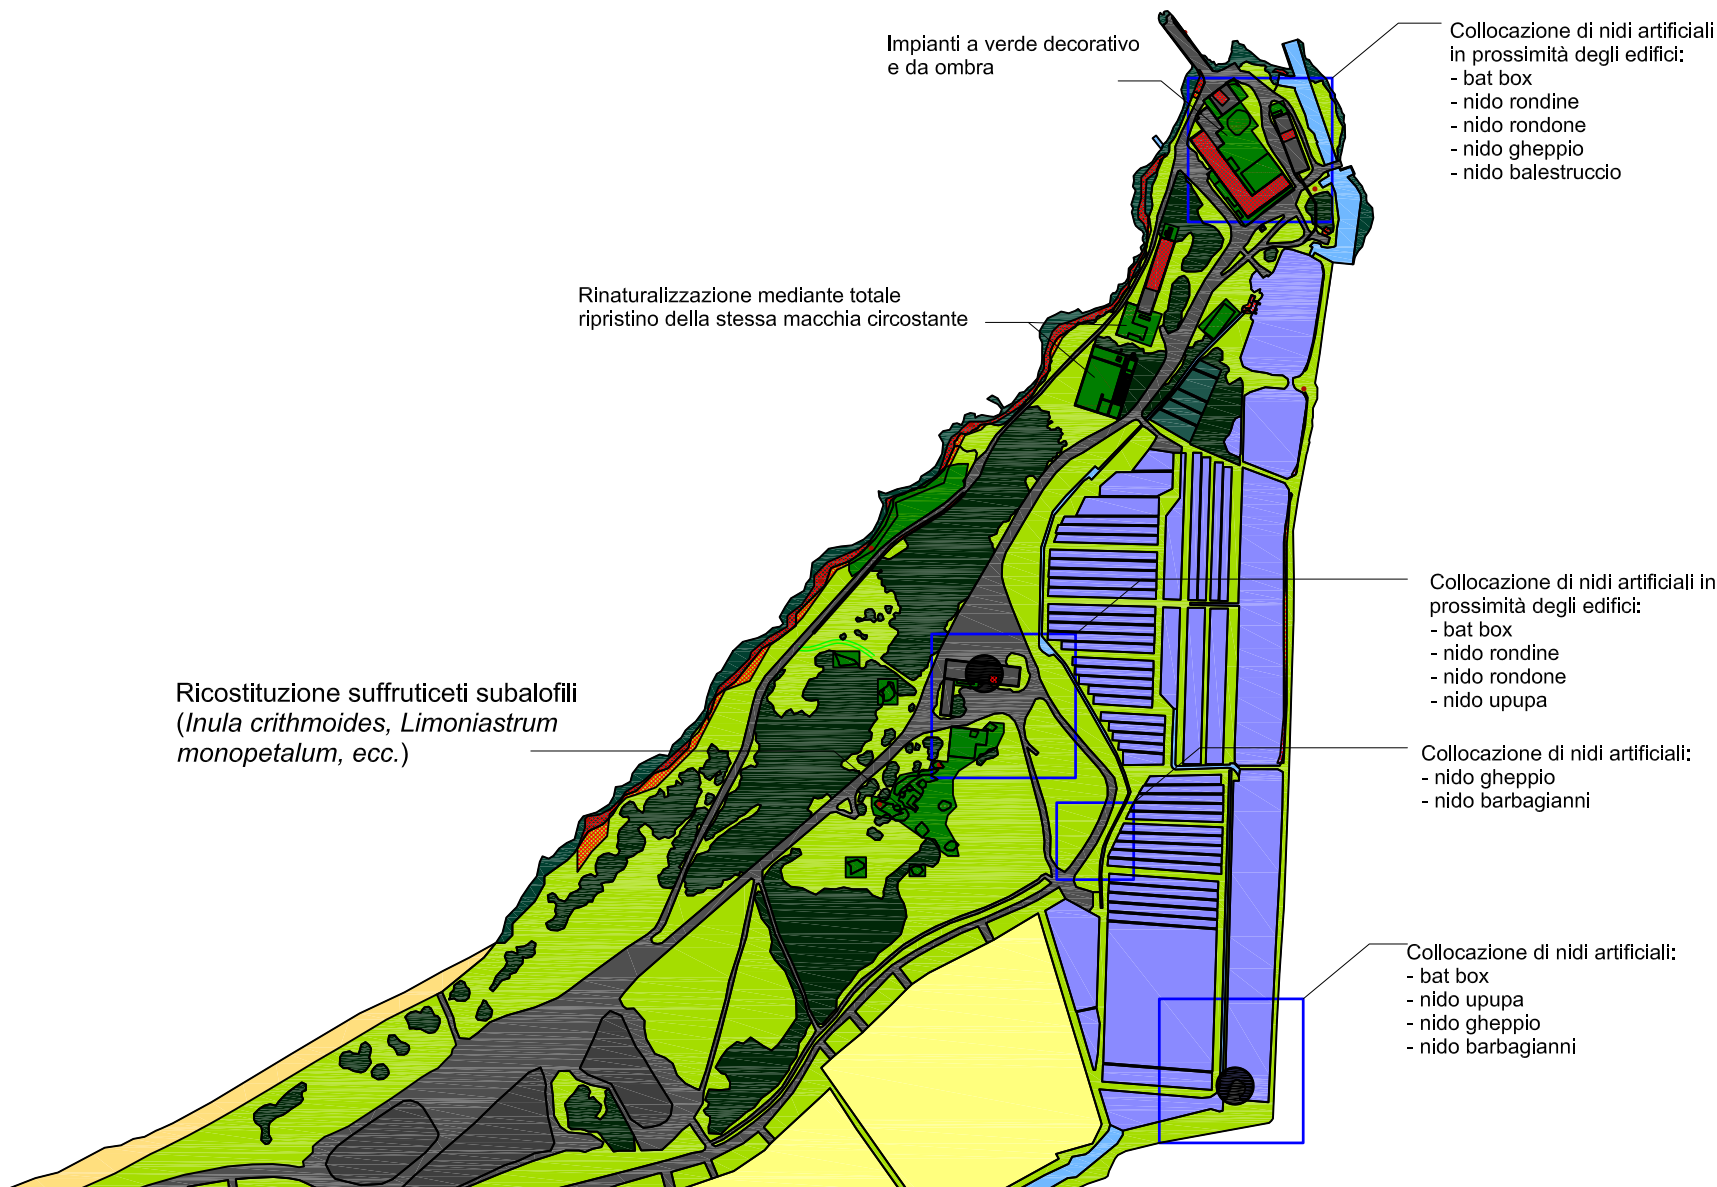 Impianti a verde decorativo
e da ombra
Collocazione di nidi artificiali
in prossimità degli edifici:
- bat box
- nido rondine
- nido rondone
- nido gheppio
- nido balestruccio
Rinaturalizzazione mediante totale
ripristino della stessa macchia circostante
Collocazione di nidi artificiali in
prossimità degli edifici:
- bat box
- nido rondine
- nido rondone
- nido upupa
Ricostituzione suffruticeti subalofili
(Inula crithmoides, Limoniastrum
monopetalum, ecc.)
Collocazione di nidi artificiali:
- nido gheppio
- nido barbagianni
Collocazione di nidi artificiali:
- bat box
- nido upupa
- nido gheppio
- nido barbagianni